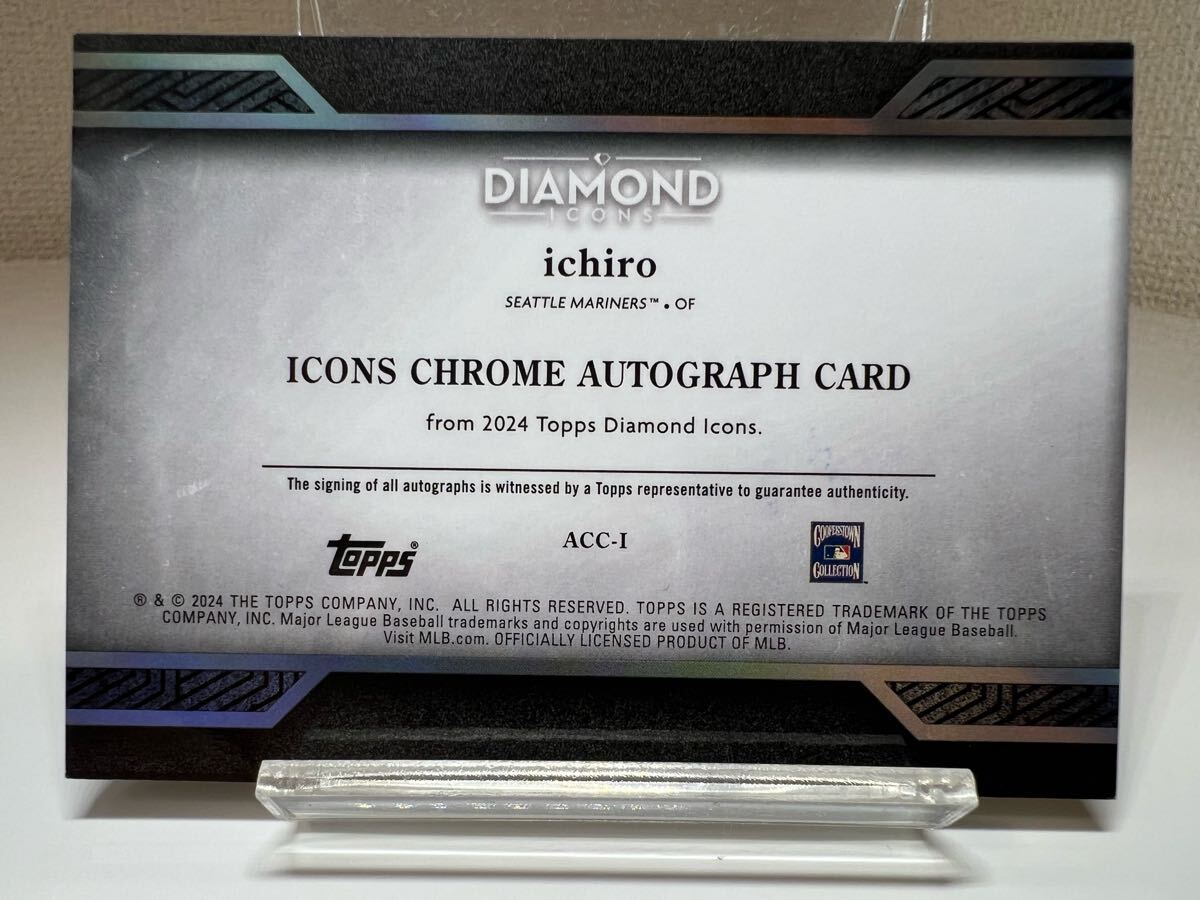 DIAMOND
ICONS
ichiro
SEATTLE MARINERS™ • OF
ICONS CHROME AUTOGRAPH CARD
from 2024 Topps Diamond Icons.
The signing of all autographs is witnessed by a Topps representative to guarantee authenticity.
topps®
ACC-I
COOPERSTOWN
COLLECTION™
® & © 2024 THE TOPPS COMPANY, INC. ALL RIGHTS RESERVED. TOPPS IS A REGISTERED TRADEMARK OF THE TOPPS
COMPANY, INC. Major League Baseball trademarks and copyrights are used with permission of Major League Baseball.
Visit MLB.com. OFFICIALLY LICENSED PRODUCT OF MLB.